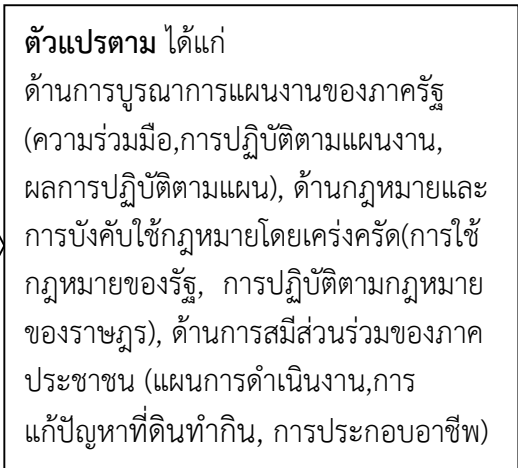 ตัวแปรตาม ได้แก่
ด้านการบูรณาการแผนงานของภาครัฐ
(ความร่วมมือ,การปฏิบัติตามแผนงาน,
ผลการปฏิบัติตามแผน), ด้านกฎหมายและ
การบังคับใช้กฎหมายโดยเคร่งครัด(การใช้
กฎหมายของรัฐ, การปฏิบัติตามกฎหมาย
ของราษฎร), ด้านการสมีส่วนร่วมของภาค
ประชาชน (แผนการดำเนินงาน,การ
แก้ปัญหาที่ดินทำกิน, การประกอบอาชีพ)